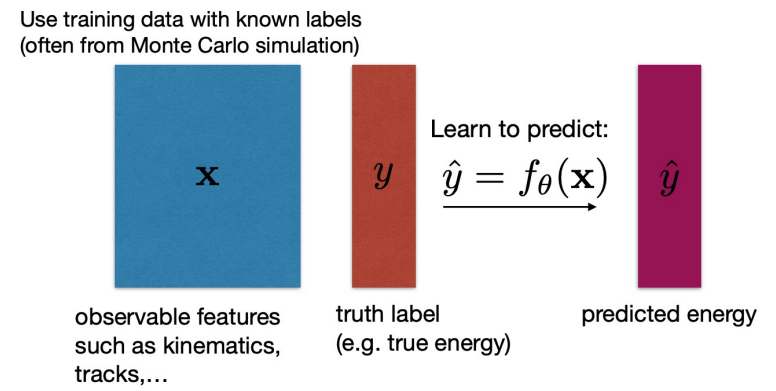 Use training data with known labels
(often from Monte Carlo simulation)
x
y
Learn to predict:
ŷ = f_θ(x)
ŷ
observable features
such as kinematics,
tracks,...
truth label
(e.g. true energy)
predicted energy